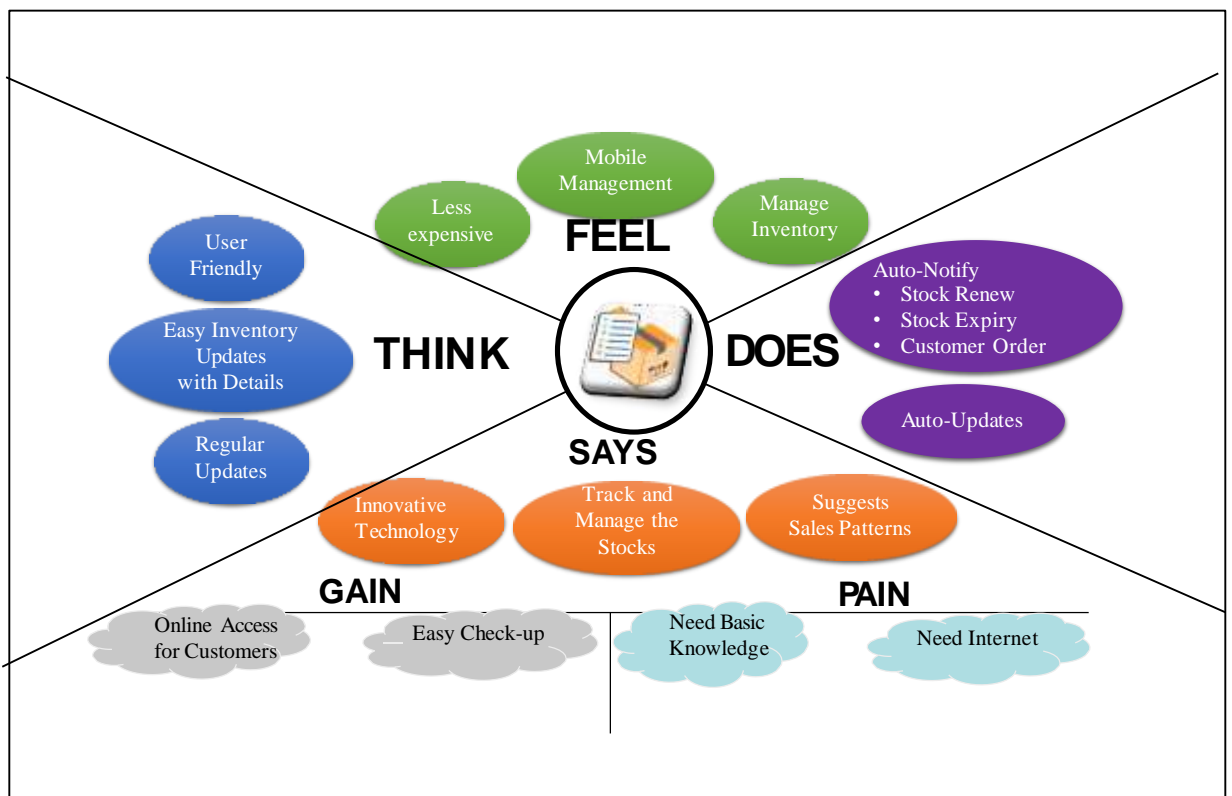 Mobile
Management
Less
expensive
Manage
Inventory
FEEL
User
Friendly
Easy Inventory
Updates
with Details
Regular
Updates
THINK
DOES
Auto-Notify
• Stock Renew
• Stock Expiry
• Customer Order
Auto-Updates
SAYS
Innovative
Technology
Track and
Manage the
Stocks
Suggests
Sales Patterns
GAIN
PAIN
Online Access
for Customers
Easy Check-up
Need Basic
Knowledge
Need Internet